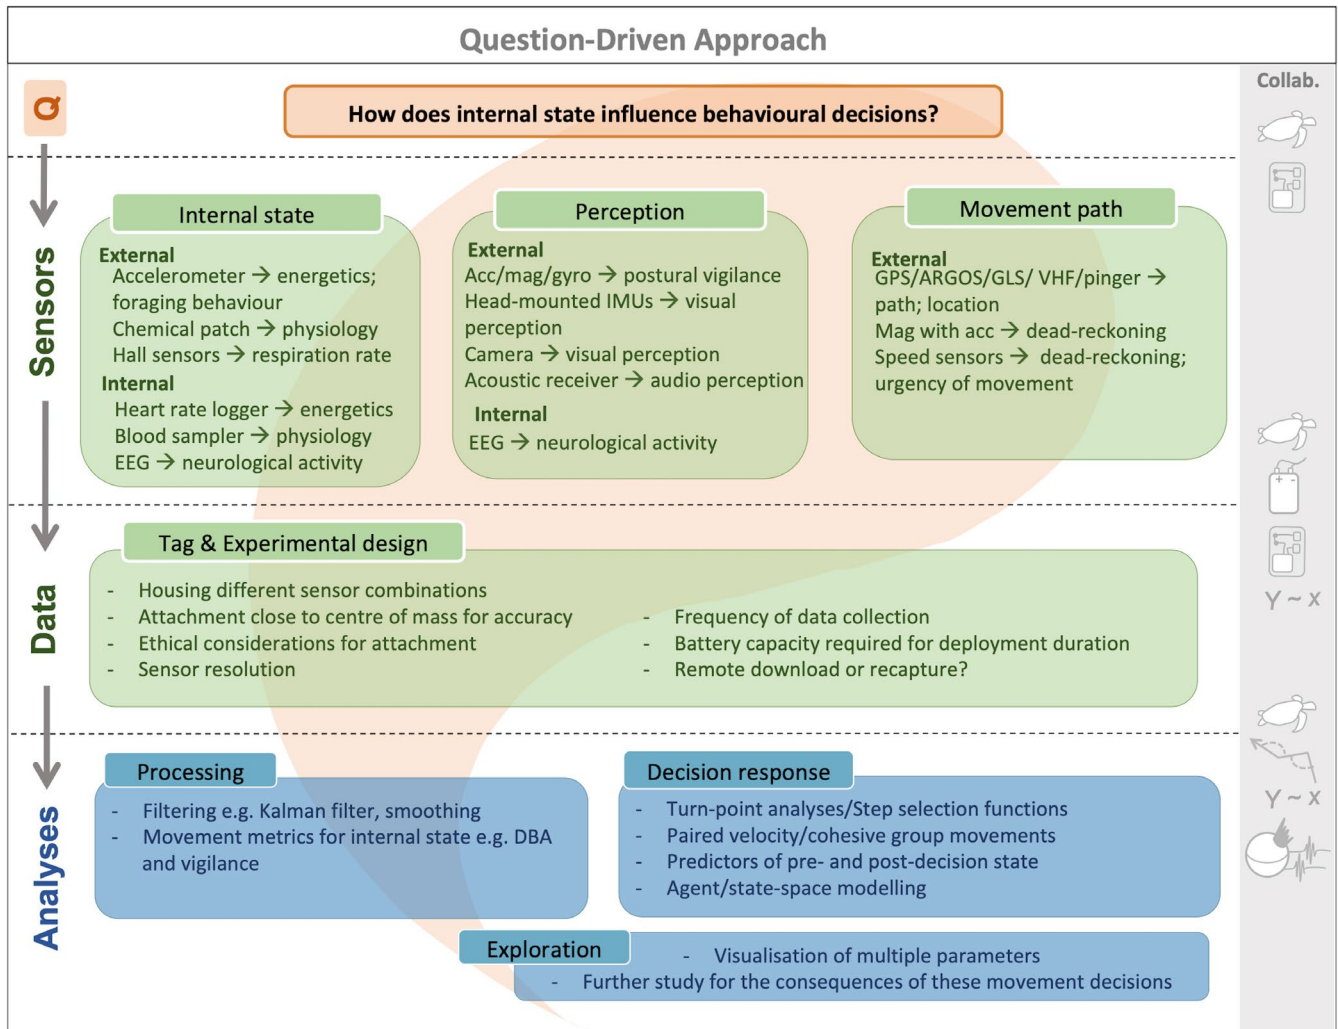 Question-Driven Approach
Collab.
Q
How does internal state influence behavioural decisions?
Sensors
Internal state
External
Accelerometer → energetics;
foraging behaviour
Chemical patch → physiology
Hall sensors → respiration rate
Internal
Heart rate logger → energetics
Blood sampler → physiology
EEG → neurological activity
Perception
External
Acc/mag/gyro → postural vigilance
Head-mounted IMUs → visual
perception
Camera → visual perception
Acoustic receiver → audio perception
Internal
EEG → neurological activity
Movement path
External
GPS/ARGOS/GLS/ VHF/pinger →
path; location
Mag with acc → dead-reckoning
Speed sensors → dead-reckoning;
urgency of movement
Data
Tag & Experimental design
- Housing different sensor combinations
- Attachment close to centre of mass for accuracy
- Ethical considerations for attachment
- Sensor resolution
- Frequency of data collection
- Battery capacity required for deployment duration
- Remote download or recapture?
Y ~ X
Analyses
Processing
- Filtering e.g. Kalman filter, smoothing
- Movement metrics for internal state e.g. DBA
and vigilance
Decision response
- Turn-point analyses/Step selection functions
- Paired velocity/cohesive group movements
- Predictors of pre- and post-decision state
- Agent/state-space modelling
Y ~ X
Exploration
- Visualisation of multiple parameters
- Further study for the consequences of these movement decisions